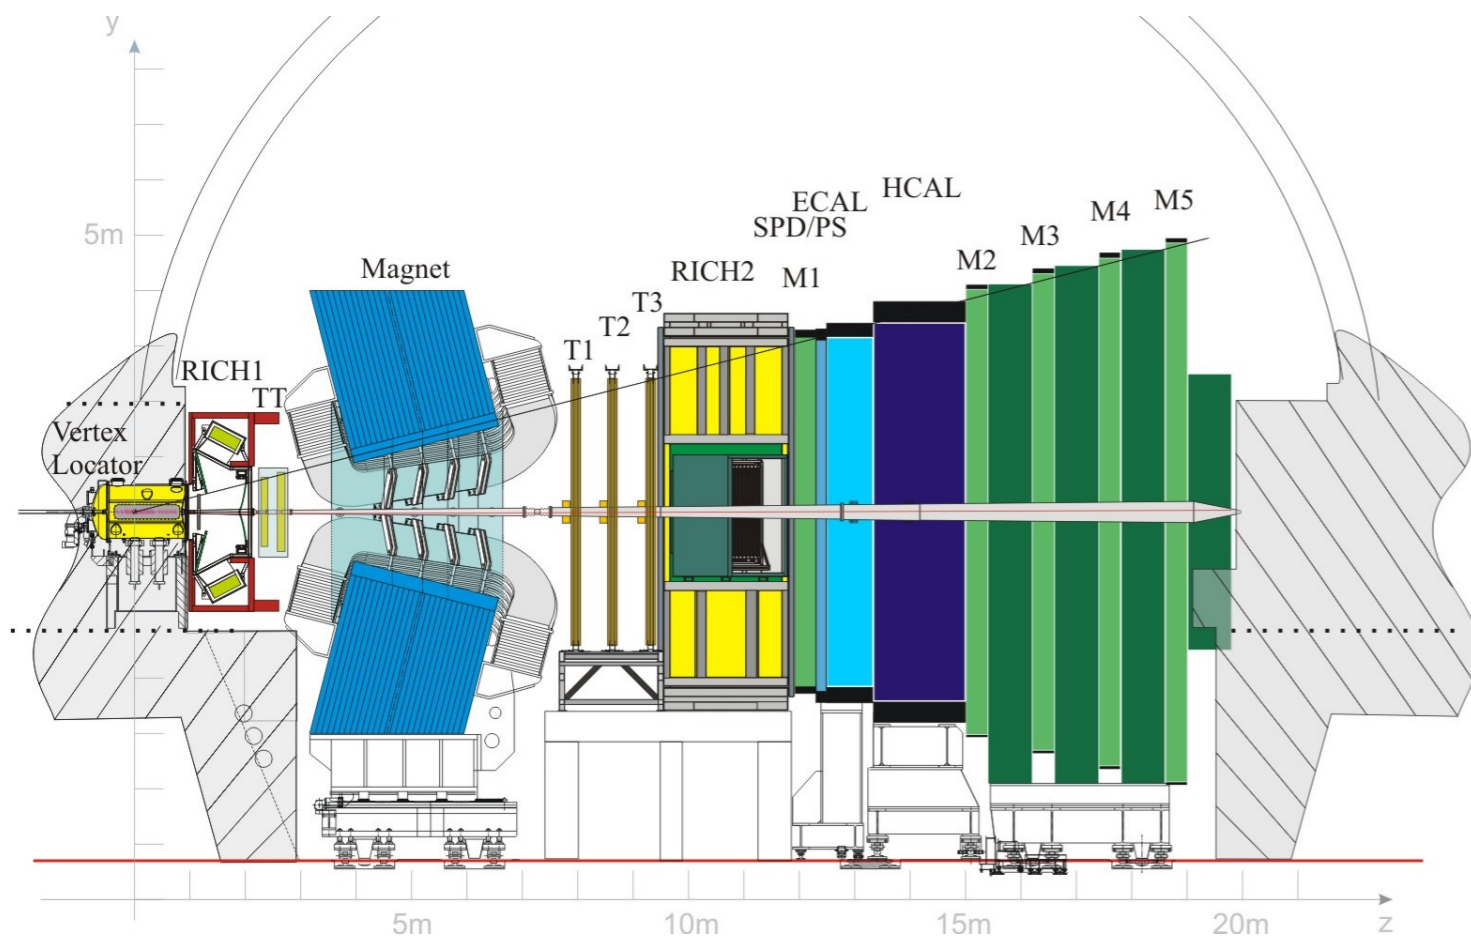 y
HCAL
ECAL
M5
M4
SPD/PS
M3
5m
M2
Magnet
RICH2
M1
T3
T2
T1
RICH1
TT
Vertex
Locator
5m
10m
15m
20m
z